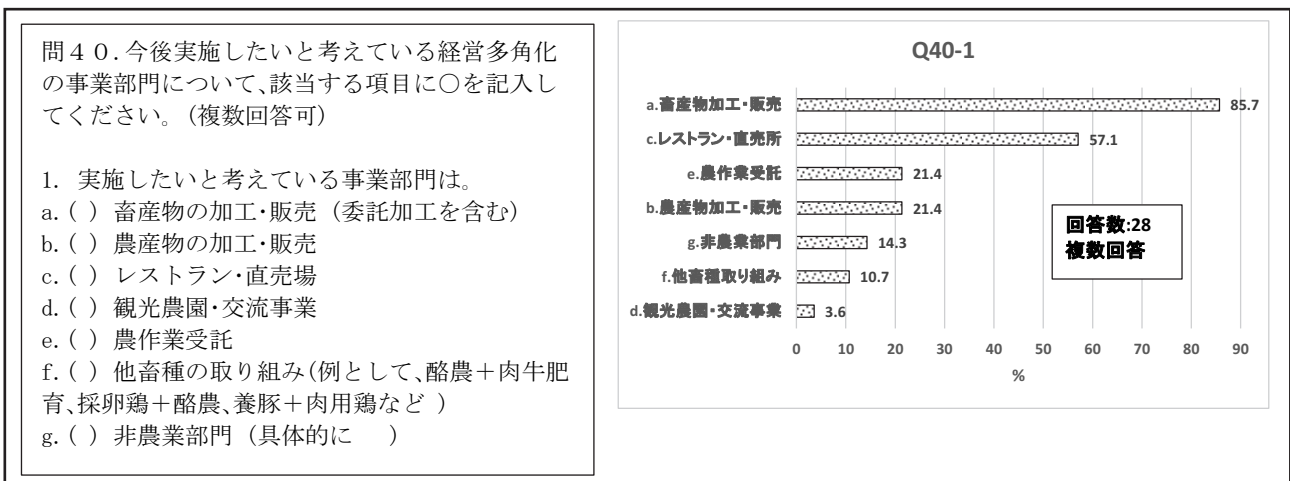 問４０.今後実施したいと考えている経営多角化
の事業部門について、該当する項目に○を記入し
てください。（複数回答可）
1. 実施したいと考えている事業部門は。
a.( ) 畜産物の加工･販売（委託加工を含む）
b.( ) 農産物の加工･販売
c.( ) レストラン･直売場
d.( ) 観光農園･交流事業
e.( ) 農作業受託
f.( ) 他畜種の取り組み(例として、酪農＋肉牛肥
育、採卵鶏＋酪農、養豚＋肉用鶏など )
g.( ) 非農業部門（具体的に　　）
Q40-1
a.畜産物加工･販売 85.7
c.レストラン･直売所 57.1
e.農作業受託 21.4
b.農産物加工･販売 21.4
g.非農業部門 14.3
f.他畜種取り組み 10.7
d.観光農園･交流事業 3.6
回答数:28
複数回答
0 10 20 30 40 50 60 70 80 90
%